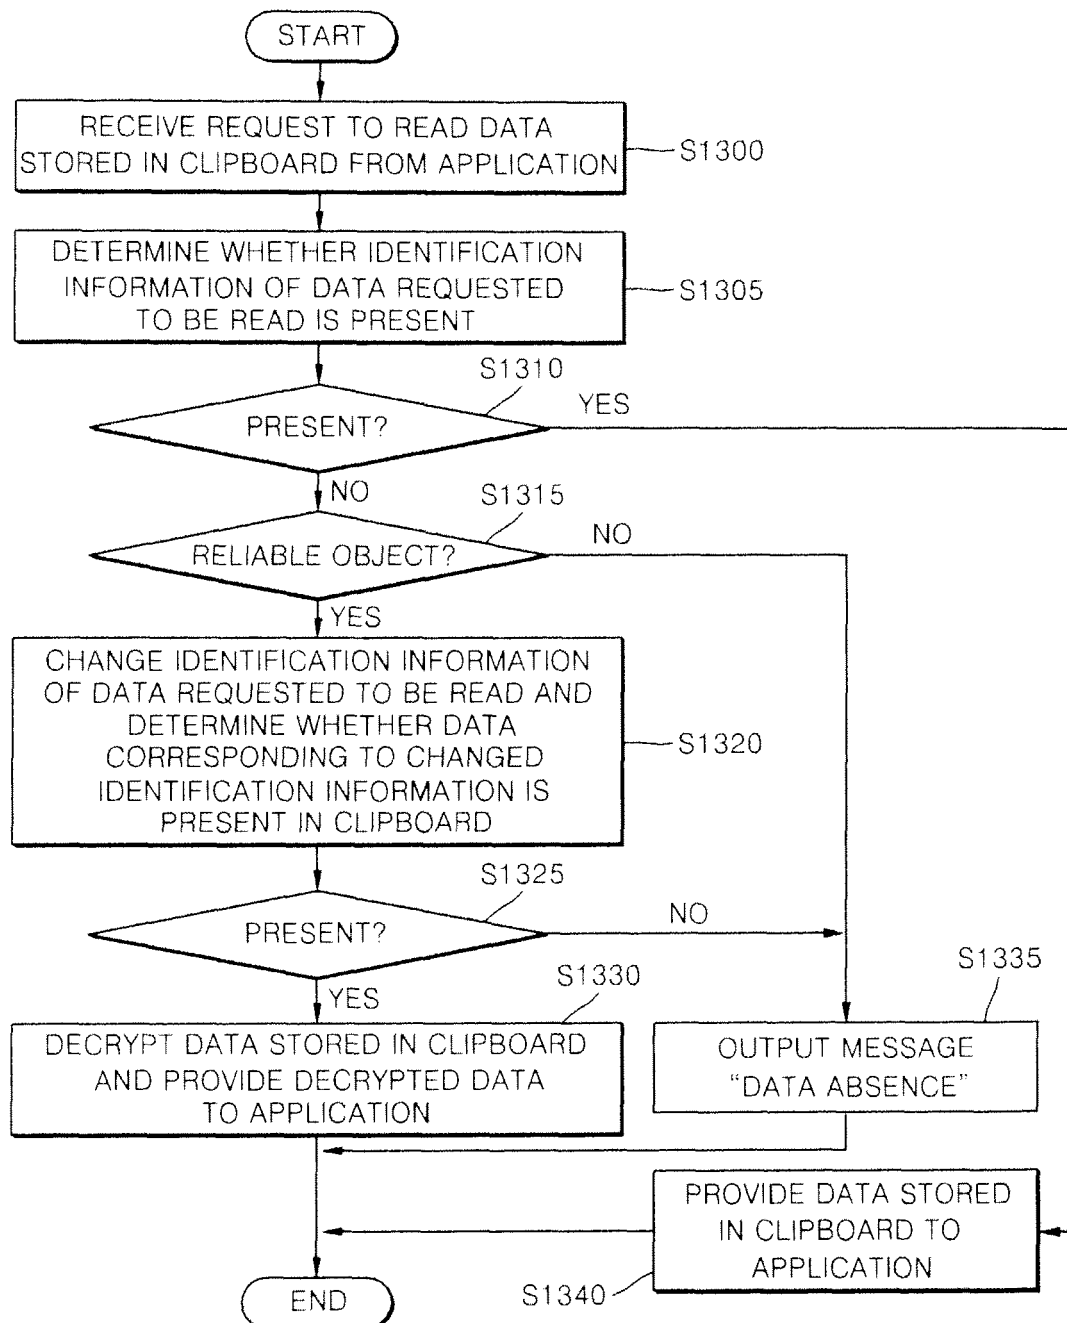 START
RECEIVE REQUEST TO READ DATA
STORED IN CLIPBOARD FROM APPLICATION
S1300
DETERMINE WHETHER IDENTIFICATION
INFORMATION OF DATA REQUESTED
TO BE READ IS PRESENT
S1305
S1310
PRESENT?
YES
NO
S1315
RELIABLE OBJECT?
NO
YES
CHANGE IDENTIFICATION INFORMATION
OF DATA REQUESTED TO BE READ AND
DETERMINE WHETHER DATA
CORRESPONDING TO CHANGED
IDENTIFICATION INFORMATION IS
PRESENT IN CLIPBOARD
S1320
S1325
PRESENT?
NO
YES
S1330
DECRYPT DATA STORED IN CLIPBOARD
AND PROVIDE DECRYPTED DATA
TO APPLICATION
S1335
OUTPUT MESSAGE
“DATA ABSENCE”
PROVIDE DATA STORED
IN CLIPBOARD TO
APPLICATION
S1340
END